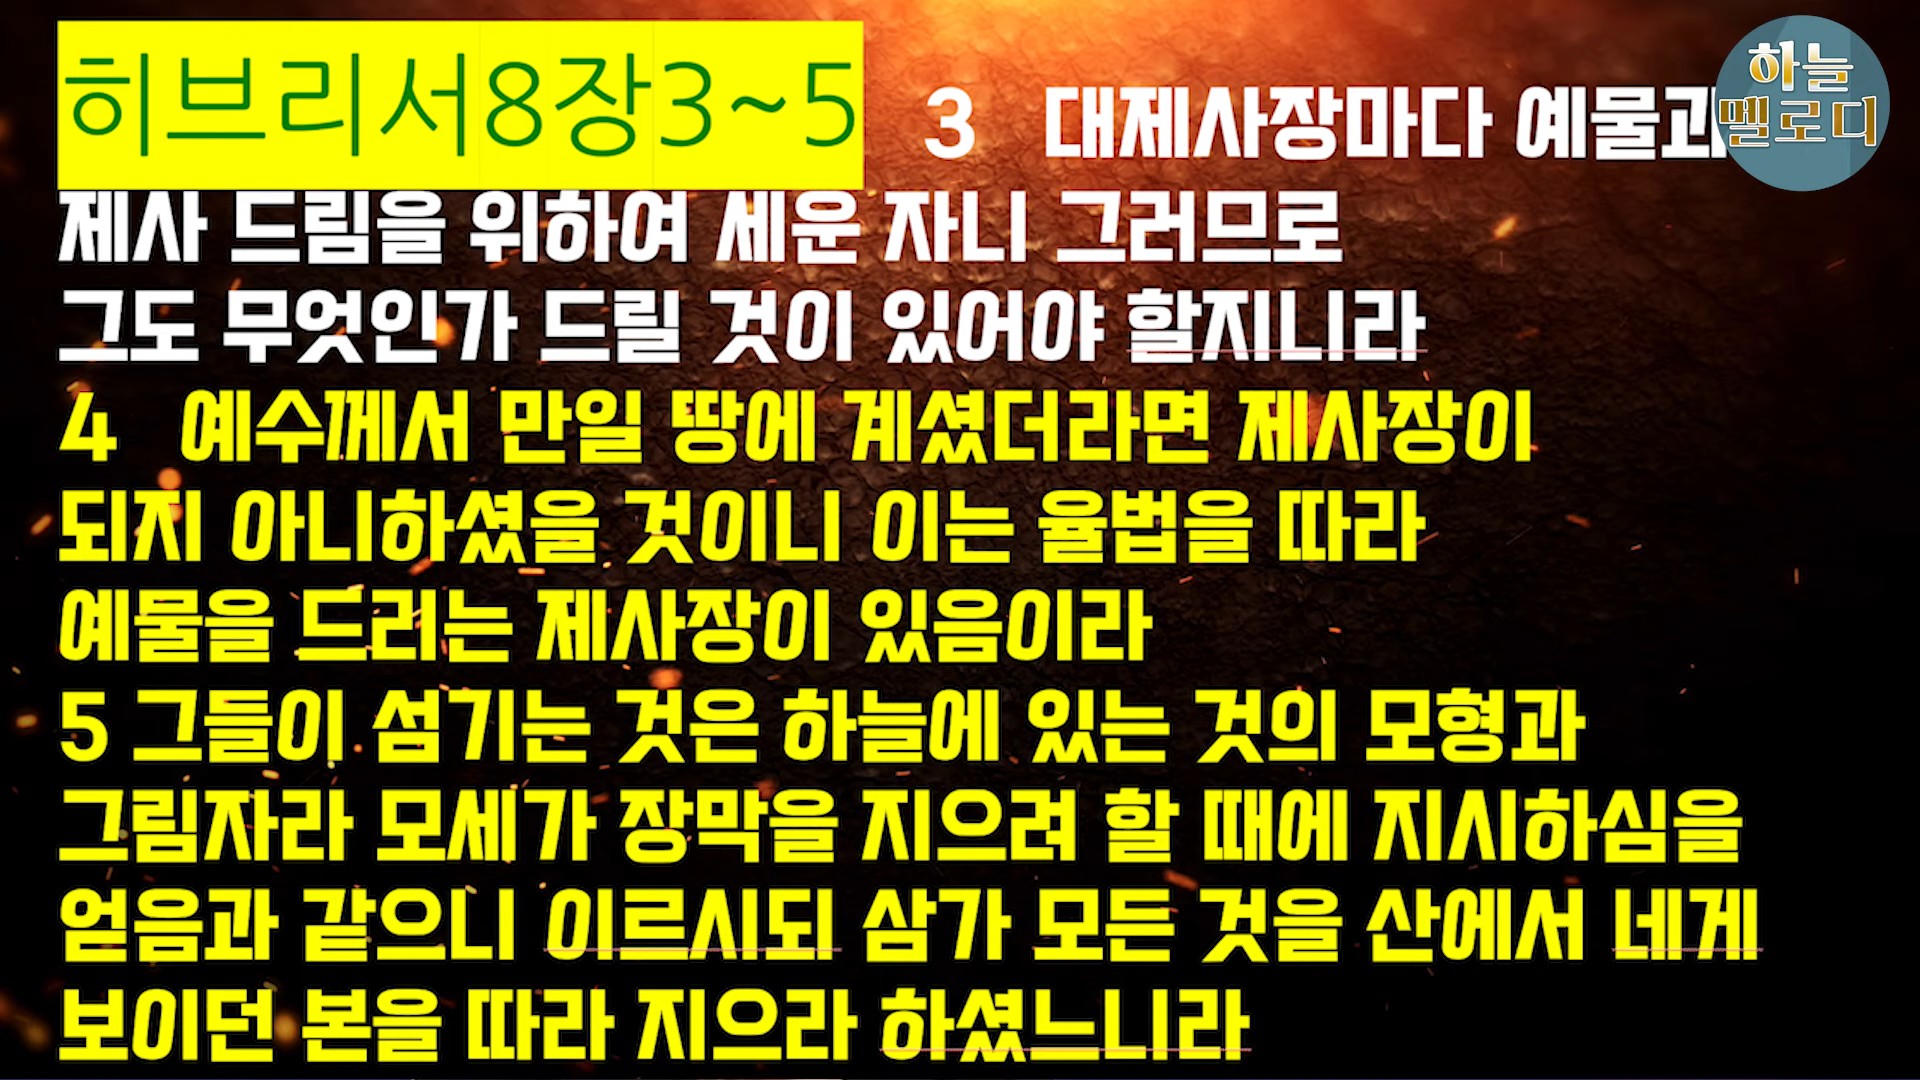 히브리서8장3~5 3 대제사장마다 예물과
하늘
멜로디
제사 드림을 위하여 세운 자니 그러므로
그도 무엇인가 드릴 것이 있어야 할지니라
4 예수께서 만일 땅에 계셨더라면 제사장이
되지 아니하셨을 것이니 이는 율법을 따라
예물을 드리는 제사장이 있음이라
5 그들이 섬기는 것은 하늘에 있는 것의 모형과
그림자라 모세가 장막을 지으려 할 때에 지시하심을
얻음과 같으니 이르시되 삼가 모든 것을 산에서 네게
보이던 본을 따라 지으라 하셨느니라